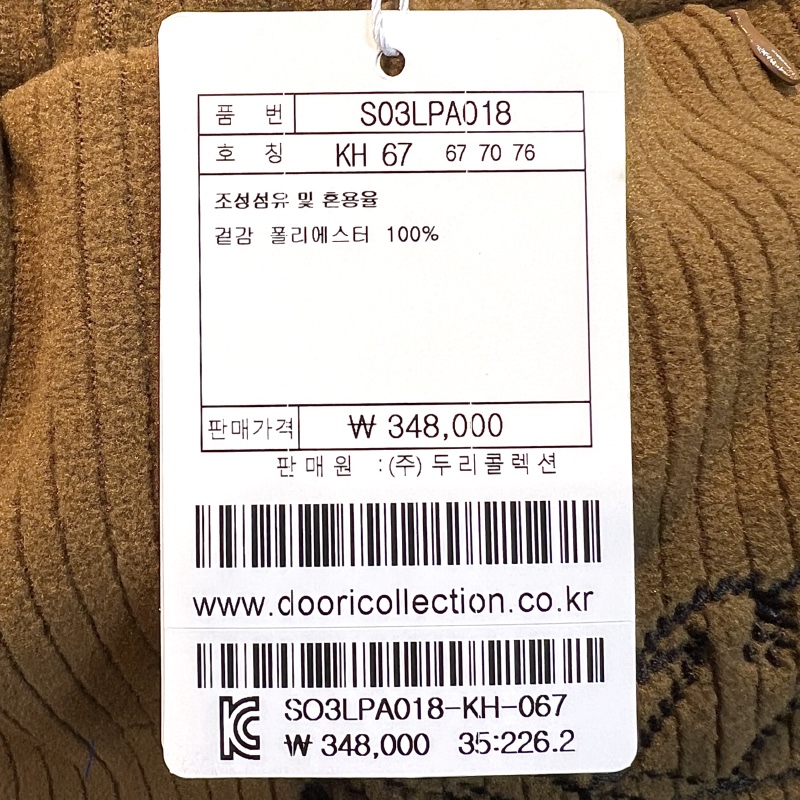 품 번 S03LPA018
호 칭 KH 67 67 70 76
조성섬유 및 혼용율
겉감 폴리에스터 100%
판매가격 ₩ 348,000
판매원 :(주)두리콜렉션
www.dooricollection.co.kr
S03LPA018-KH-067
₩ 348,000 35:226.2